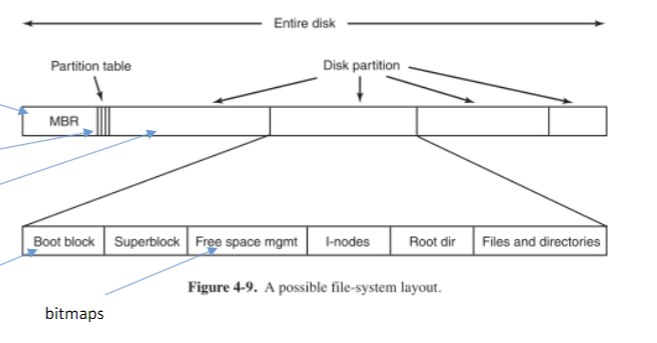 Entire disk
Partition table
Disk partition
MBR
Boot block
Superblock
Free space mgmt
I-nodes
Root dir
Files and directories
Figure 4-9. A possible file-system layout.
bitmaps